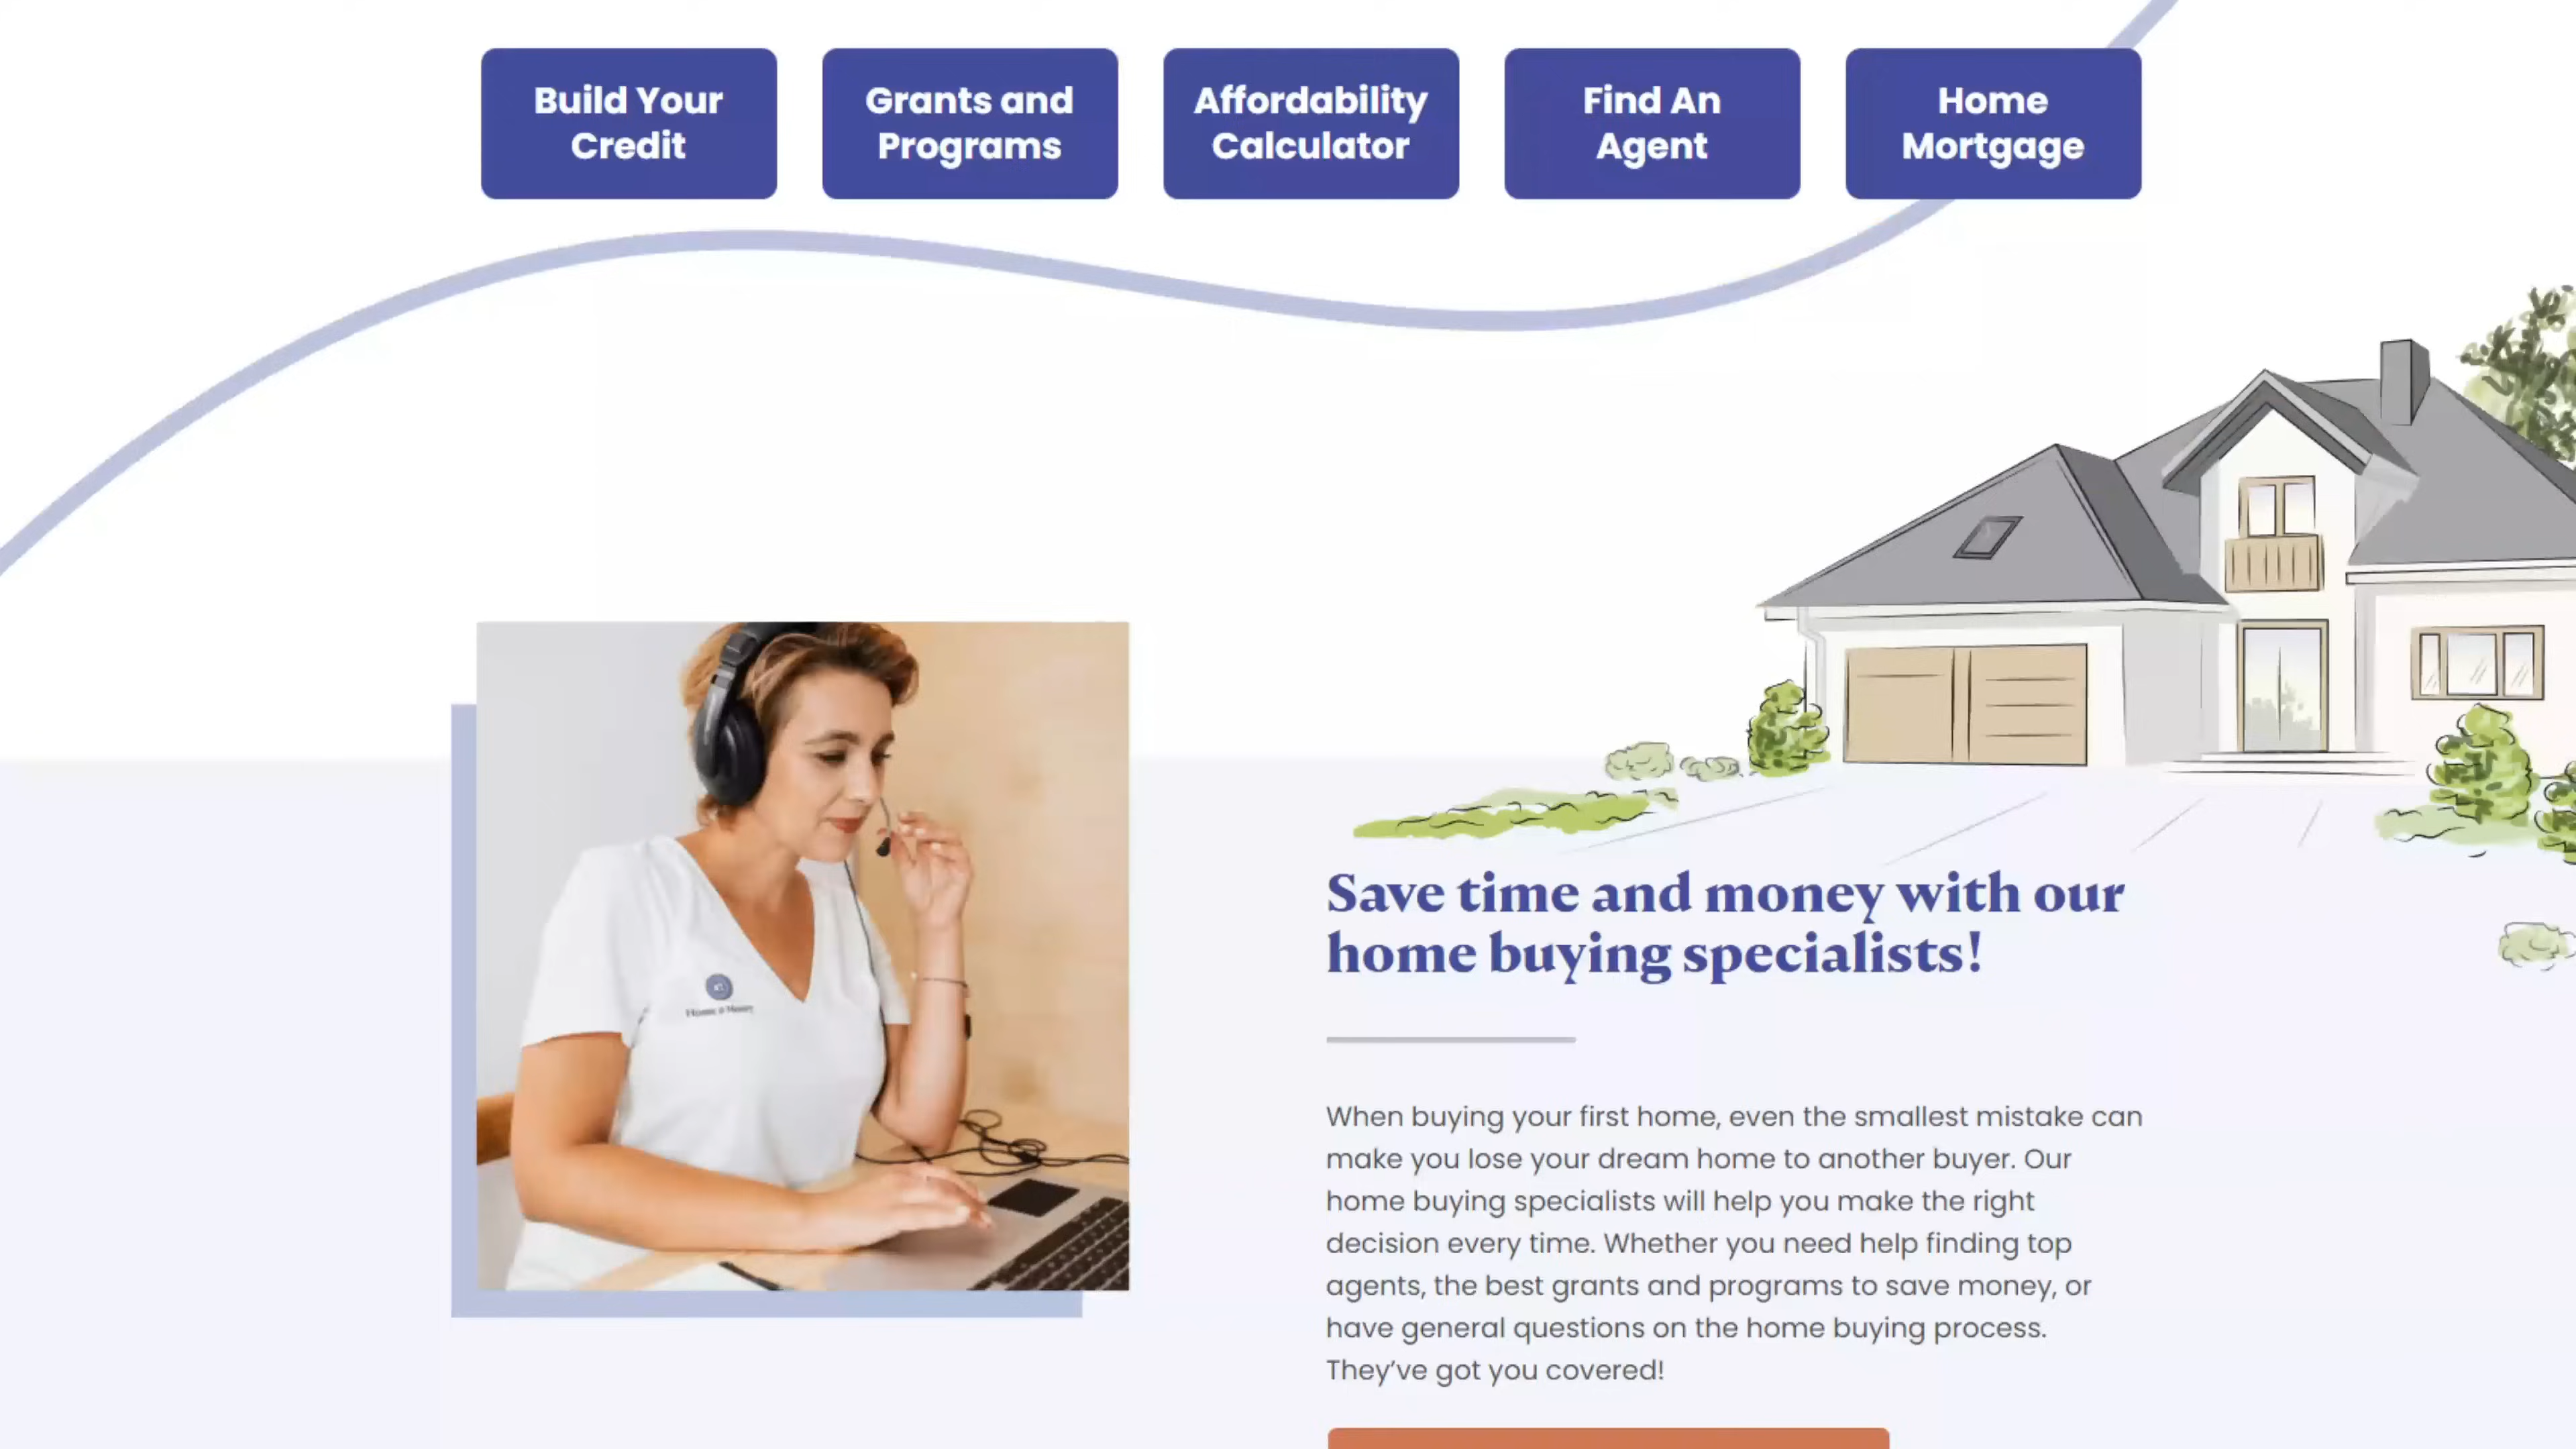 Build Your
Credit
Grants and
Programs
Affordability
Calculator
Find An
Agent
Home
Mortgage
Save time and money with our
home buying specialists!
When buying your first home, even the smallest mistake can
make you lose your dream home to another buyer. Our
home buying specialists will help you make the right
decision every time. Whether you need help finding top
agents, the best grants and programs to save money, or
have general questions on the home buying process.
They’ve got you covered!